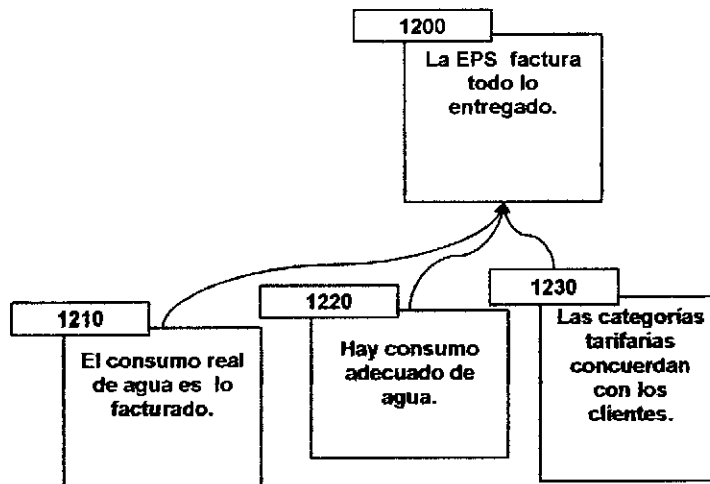 1200
La EPS factura
todo lo
entregado.
1210
El consumo real
de agua es lo
facturado.
1220
Hay consumo
adecuado de
agua.
1230
Las categorías
tarifarias
concuerdan
con los
clientes.